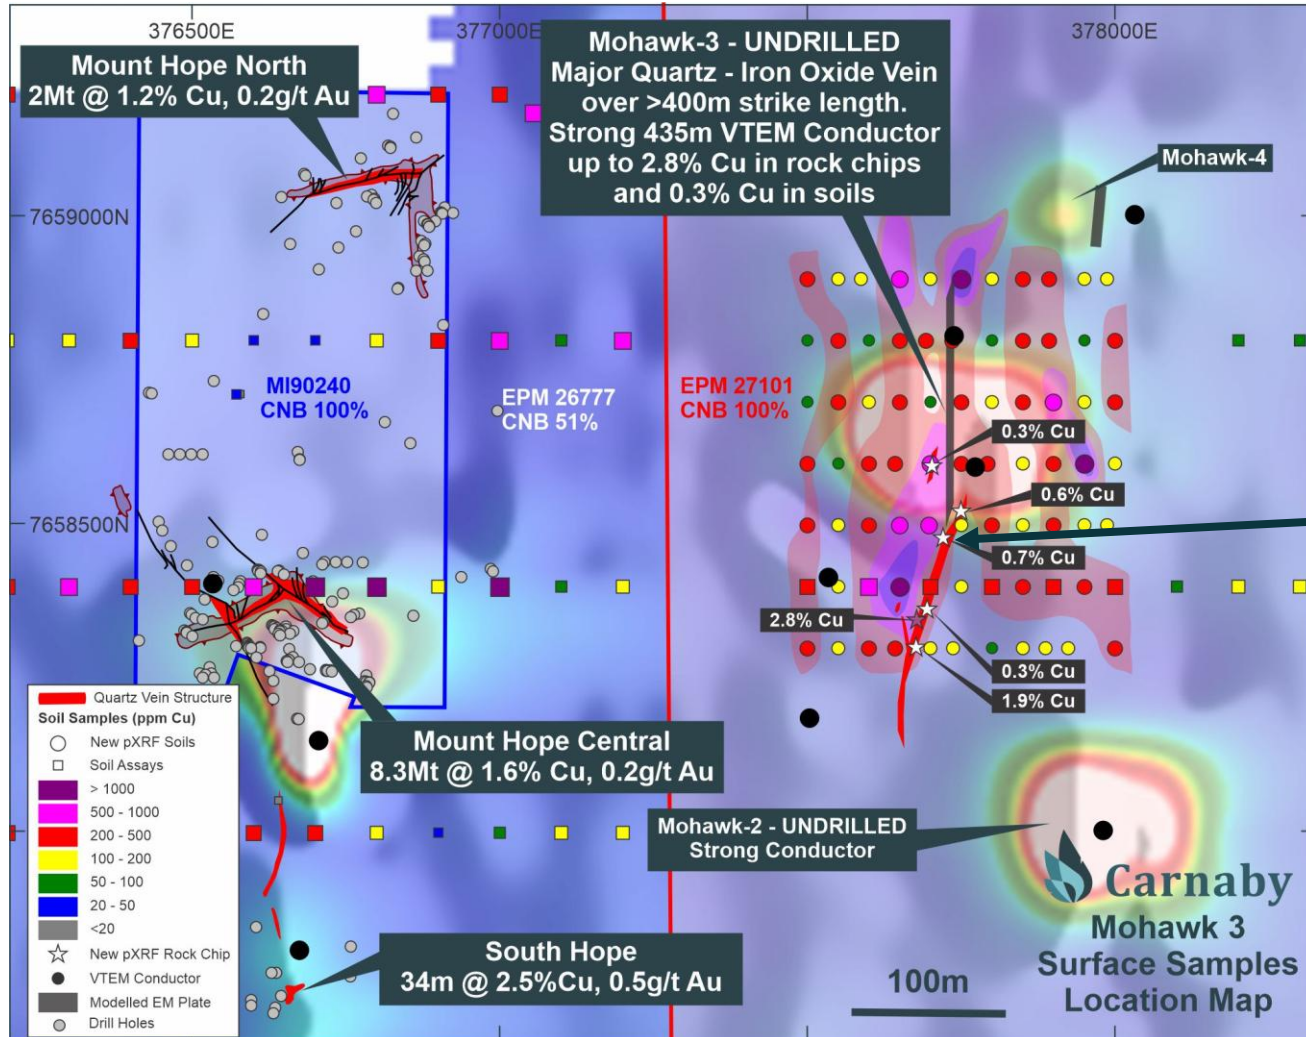 376500E
377000E
378000E
7659000N
7658500N
Mount Hope North
2Mt @ 1.2% Cu, 0.2g/t Au
Mohawk-3 - UNDRILLED
Major Quartz - Iron Oxide Vein
over >400m strike length.
Strong 435m VTEM Conductor
up to 2.8% Cu in rock chips
and 0.3% Cu in soils
Mohawk-4
MI90240
CNB 100%
EPM 26777
CNB 51%
EPM 27101
CNB 100%
0.3% Cu
0.6% Cu
0.7% Cu
2.8% Cu
0.3% Cu
1.9% Cu
Mount Hope Central
8.3Mt @ 1.6% Cu, 0.2g/t Au
Mohawk-2 - UNDRILLED
Strong Conductor
South Hope
34m @ 2.5%Cu, 0.5g/t Au
Quartz Vein Structure
Soil Samples (ppm Cu)
New pXRF Soils
Soil Assays
> 1000
500 - 1000
200 - 500
100 - 200
50 - 100
20 - 50
<20
New pXRF Rock Chip
VTEM Conductor
Modelled EM Plate
Drill Holes
100m
Carnaby
Mohawk 3
Surface Samples
Location Map